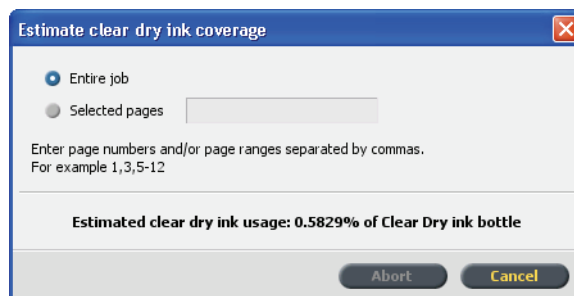 Estimate clear dry ink coverage
Entire job
Selected pages
Enter page numbers and/or page ranges separated by commas.
For example 1,3,5-12
Estimated clear dry ink usage: 0.5829% of Clear Dry ink bottle
Abort Cancel